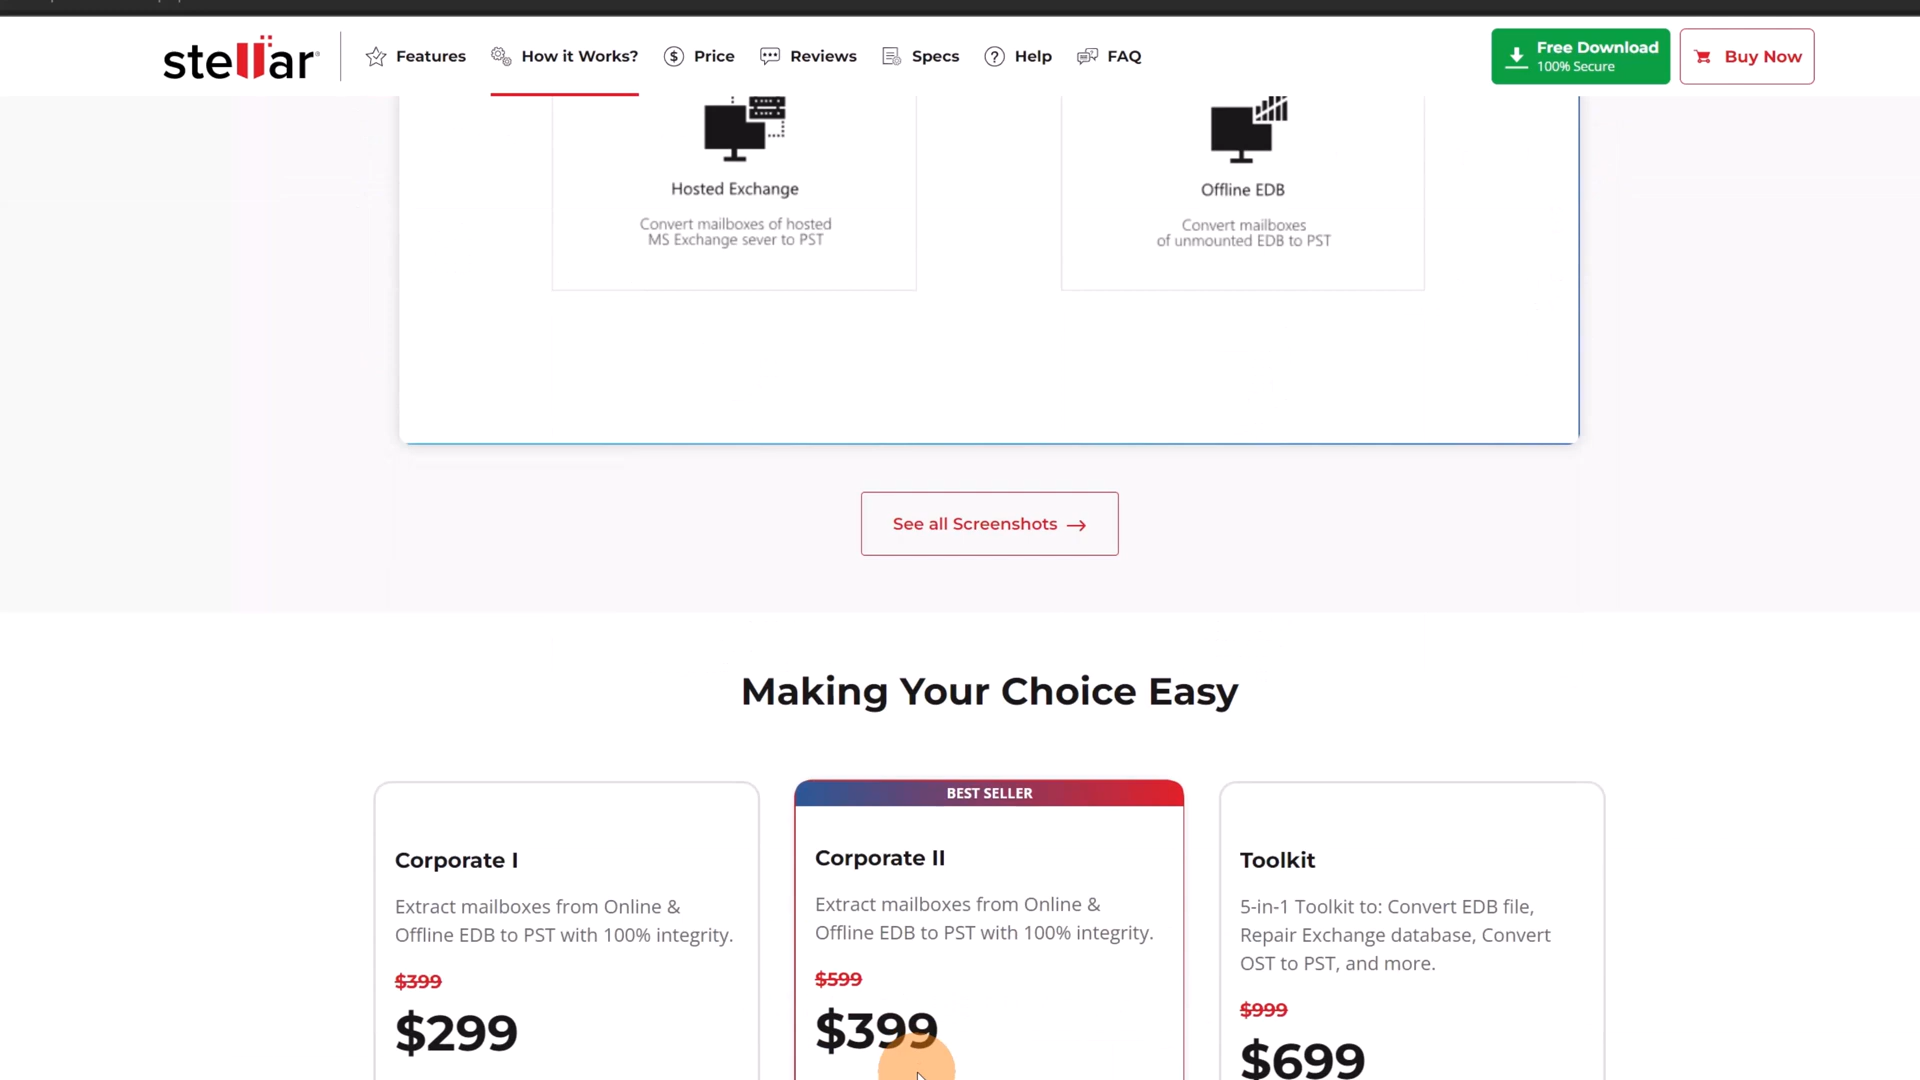 stellar
Features How it Works? Price Reviews Specs Help FAQ
Free Download
100% Secure
Buy Now
Hosted Exchange
Convert mailboxes of hosted
MS Exchange sever to PST
Offline EDB
Convert mailboxes
of unmounted EDB to PST
See all Screenshots →
Making Your Choice Easy
Corporate I
Extract mailboxes from Online &
Offline EDB to PST with 100% integrity.
$399
$299
BEST SELLER
Corporate II
Extract mailboxes from Online &
Offline EDB to PST with 100% integrity.
$599
$399
Toolkit
5-in-1 Toolkit to: Convert EDB file,
Repair Exchange database, Convert
OST to PST, and more.
$999
$699